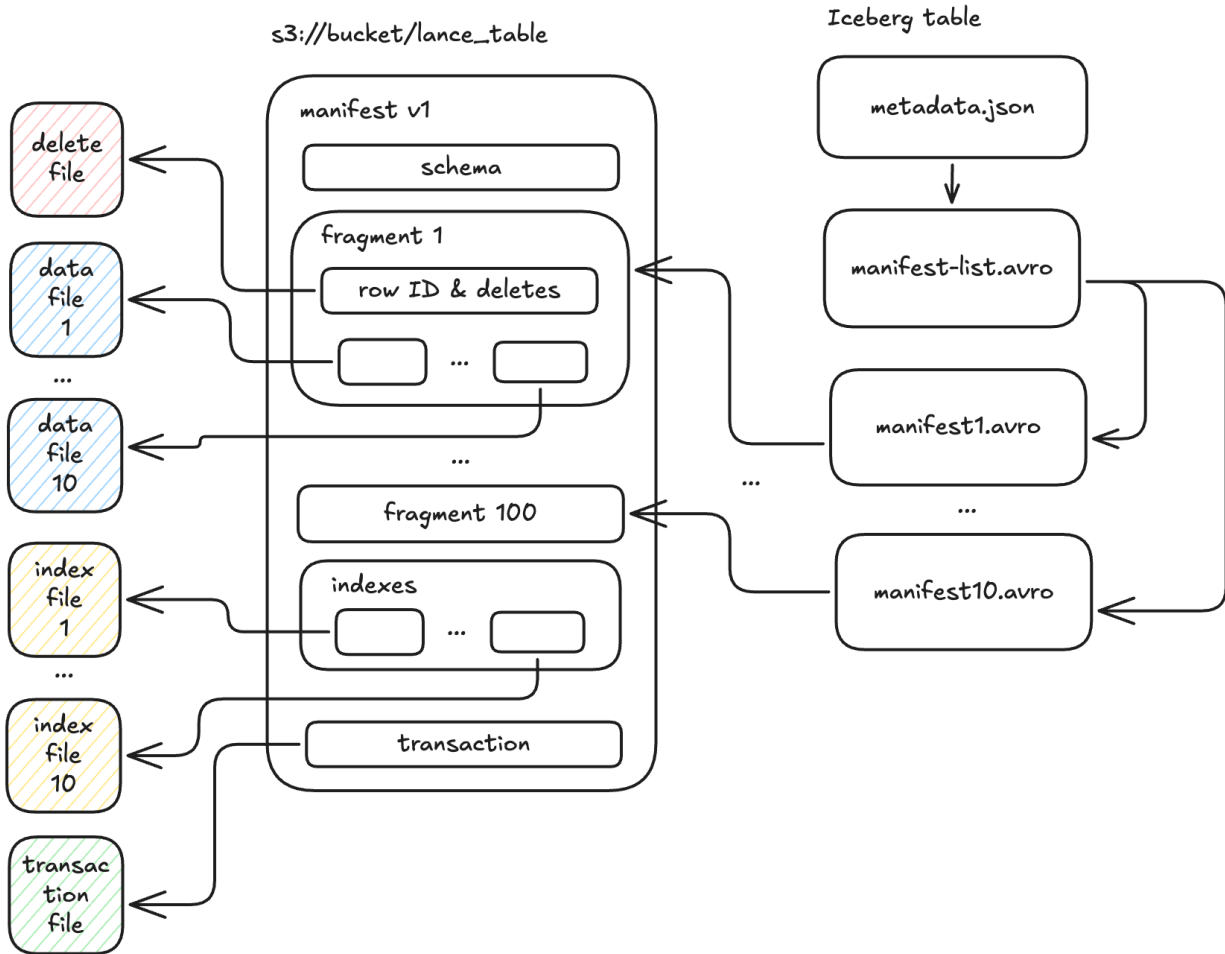 s3://bucket/lance_table
Iceberg table
manifest v1
schema
fragment 1
row ID & deletes
...
...
fragment 100
indexes
...
transaction
delete
file
data
file
1
...
data
file
10
index
file
1
...
index
file
10
transac
tion
file
metadata.json
manifest-list.avro
manifest1.avro
...
...
manifest10.avro